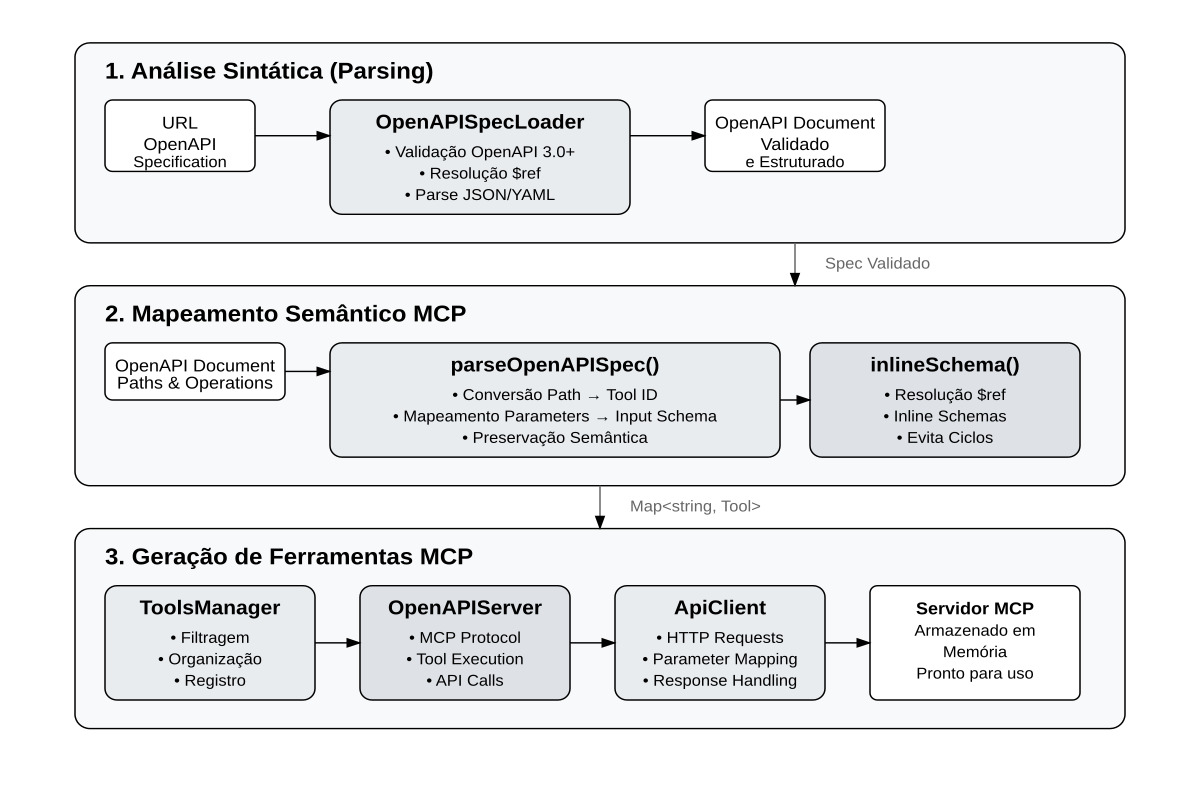 1. Análise Sintática (Parsing)
URL
OpenAPI
Specification
OpenAPISpecLoader
• Validação OpenAPI 3.0+
• Resolução $ref
• Parse JSON/YAML
OpenAPI Document
Validado
e Estruturado
Spec Validado
2. Mapeamento Semântico MCP
OpenAPI Document
Paths & Operations
parseOpenAPISpec()
• Conversão Path → Tool ID
• Mapeamento Parameters → Input Schema
• Preservação Semântica
inlineSchema()
• Resolução $ref
• Inline Schemas
• Evita Ciclos
Map<string, Tool>
3. Geração de Ferramentas MCP
ToolsManager
• Filtragem
• Organização
• Registro
OpenAPIServer
• MCP Protocol
• Tool Execution
• API Calls
ApiClient
• HTTP Requests
• Parameter Mapping
• Response Handling
Servidor MCP
Armazenado em
Memória
Pronto para uso